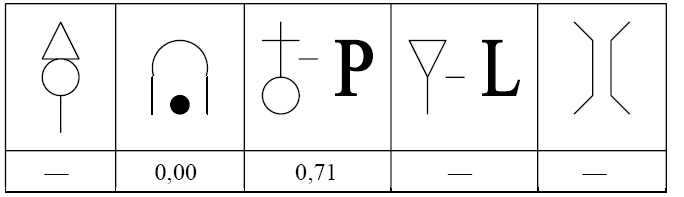 – P – L
— 0,00 0,71 — —